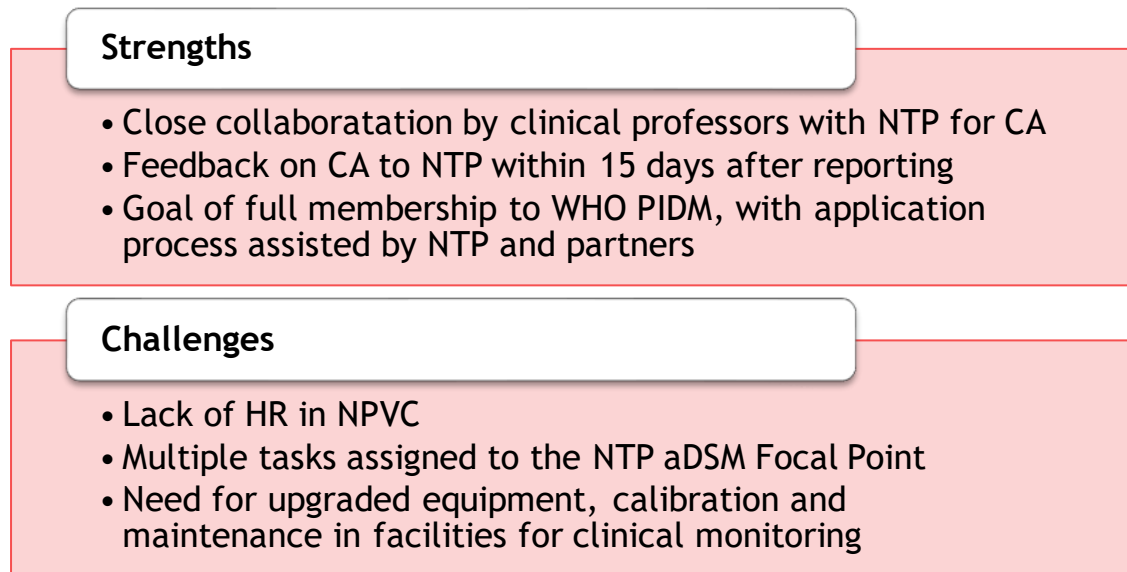 Strengths
• Close collaboratation by clinical professors with NTP for CA
• Feedback on CA to NTP within 15 days after reporting
• Goal of full membership to WHO PIDM, with application
process assisted by NTP and partners
Challenges
• Lack of HR in NPVC
• Multiple tasks assigned to the NTP aDSM Focal Point
• Need for upgraded equipment, calibration and
maintenance in facilities for clinical monitoring